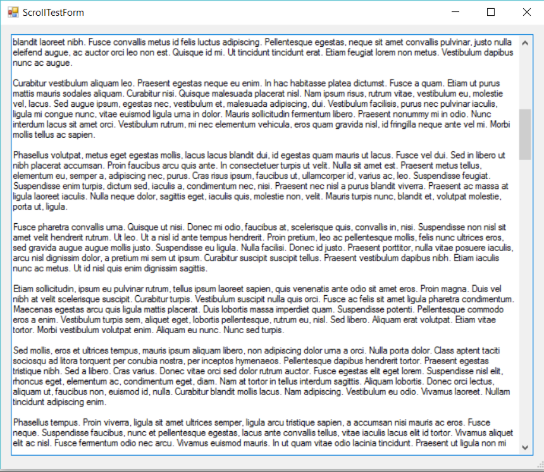 ScrollTestForm
blandit laoreet nibh. Fusce convallis metus id felis luctus adipiscing. Pellentesque egestas, neque sit amet convallis pulvinar, justo nulla
eleifend augue, ac auctor orci leo non est. Quisque id mi. Ut tincidunt tincidunt erat. Etiam feugiat lorem non metus. Vestibulum dapibus
nunc ac augue.
Curabitur vestibulum aliquam leo. Praesent egestas neque eu enim. In hac habitasse platea dictumst. Fusce a quam. Etiam ut purus
mattis mauris sodales aliquam. Curabitur nisi. Quisque malesuada placerat nisl. Nam ipsum risus, rutrum vitae, vestibulum eu, molestie
vel, lacus. Sed augue ipsum, egestas nec, vestibulum et, malesuada adipiscing, dui. Vestibulum facilisis, purus nec pulvinar iaculis,
ligula mi congue nunc, vitae euismod ligula urna in dolor. Mauris sollicitudin fermentum libero. Praesent nonummy mi in odio. Nunc
interdum lacus sit amet orci. Vestibulum rutrum, mi nec elementum vehicula, eros quam gravida nisl, id fringilla neque ante vel mi. Morbi
mollis tellus ac sapien.
Phasellus volutpat, metus eget egestas mollis, lacus lacus blandit dui, id egestas quam mauris ut lacus. Fusce vel dui. Sed in libero ut
nibh placerat accumsan. Proin faucibus arcu quis ante. In consectetuer turpis ut velit. Nulla sit amet est. Praesent metus tellus,
elementum eu, semper a, adipiscing nec, purus. Cras risus ipsum, faucibus ut, ullamcorper id, varius ac, leo. Suspendisse feugiat.
Suspendisse enim turpis, dictum sed, iaculis a, condimentum nec, nisi. Praesent nec nisl a purus blandit viverra. Praesent ac massa at
ligula laoreet iaculis. Nulla neque dolor, sagittis eget, iaculis quis, molestie non, velit. Mauris turpis nunc, blandit et, volutpat molestie,
porta ut, ligula.
Fusce pharetra convallis urna. Quisque ut nisi. Donec mi odio, faucibus at, scelerisque quis, convallis in, nisi. Suspendisse non nisl sit
amet velit hendrerit rutrum. Ut leo. Ut a nisl id ante tempus hendrerit. Proin pretium, leo ac pellentesque mollis, felis nunc ultrices eros,
sed gravida augue augue mollis justo. Suspendisse eu ligula. Nulla facilisi. Donec id justo. Praesent porttitor, nulla vitae posuere iaculis,
arcu nisl dignissim dolor, a pretium mi sem ut ipsum. Curabitur suscipit suscipit tellus. Praesent vestibulum dapibus nibh. Etiam iaculis
nunc ac metus. Ut id nisl quis enim dignissim sagittis.
Etiam sollicitudin, ipsum eu pulvinar rutrum, tellus ipsum laoreet sapien, quis venenatis ante odio sit amet eros. Proin magna. Duis vel
nibh at velit scelerisque suscipit. Curabitur turpis. Vestibulum suscipit nulla quis orci. Fusce ac felis sit amet ligula pharetra condimentum.
Maecenas egestas arcu quis ligula mattis placerat. Duis lobortis massa imperdiet quam. Suspendisse potenti. Pellentesque commodo
eros a enim. Vestibulum turpis sem, aliquet eget, lobortis pellentesque, rutrum eu, nisl. Sed libero. Aliquam erat volutpat. Etiam vitae
tortor. Morbi vestibulum volutpat enim. Aliquam eu nunc. Nunc sed turpis.
Sed mollis, eros et ultrices tempus, mauris ipsum aliquam libero, non adipiscing dolor urna a orci. Nulla porta dolor. Class aptent taciti
sociosqu ad litora torquent per conubia nostra, per inceptos hymenaeos. Pellentesque dapibus hendrerit tortor. Praesent egestas
tristique nibh. Sed a libero. Cras varius. Donec vitae orci sed dolor rutrum auctor. Fusce egestas elit eget lorem. Suspendisse nisl elit,
rhoncus eget, elementum ac, condimentum eget, diam. Nam at tortor in tellus interdum sagittis. Aliquam lobortis. Donec orci lectus,
aliquam ut, faucibus non, euismod id, nulla. Curabitur blandit mollis lacus. Nam adipiscing. Vestibulum eu odio. Vivamus laoreet. Nullam
tincidunt adipiscing enim.
Phasellus tempus. Proin viverra, ligula sit amet ultrices semper, ligula arcu tristique sapien, a accumsan nisi mauris ac eros. Fusce
neque. Suspendisse faucibus, nunc et pellentesque egestas, lacus ante convallis tellus, vitae iaculis lacus elit id tortor. Vivamus aliquet
elit ac nisl. Fusce fermentum odio nec arcu. Vivamus euismod mauris. In ut quam vitae odio lacinia tincidunt. Praesent ut ligula non mi